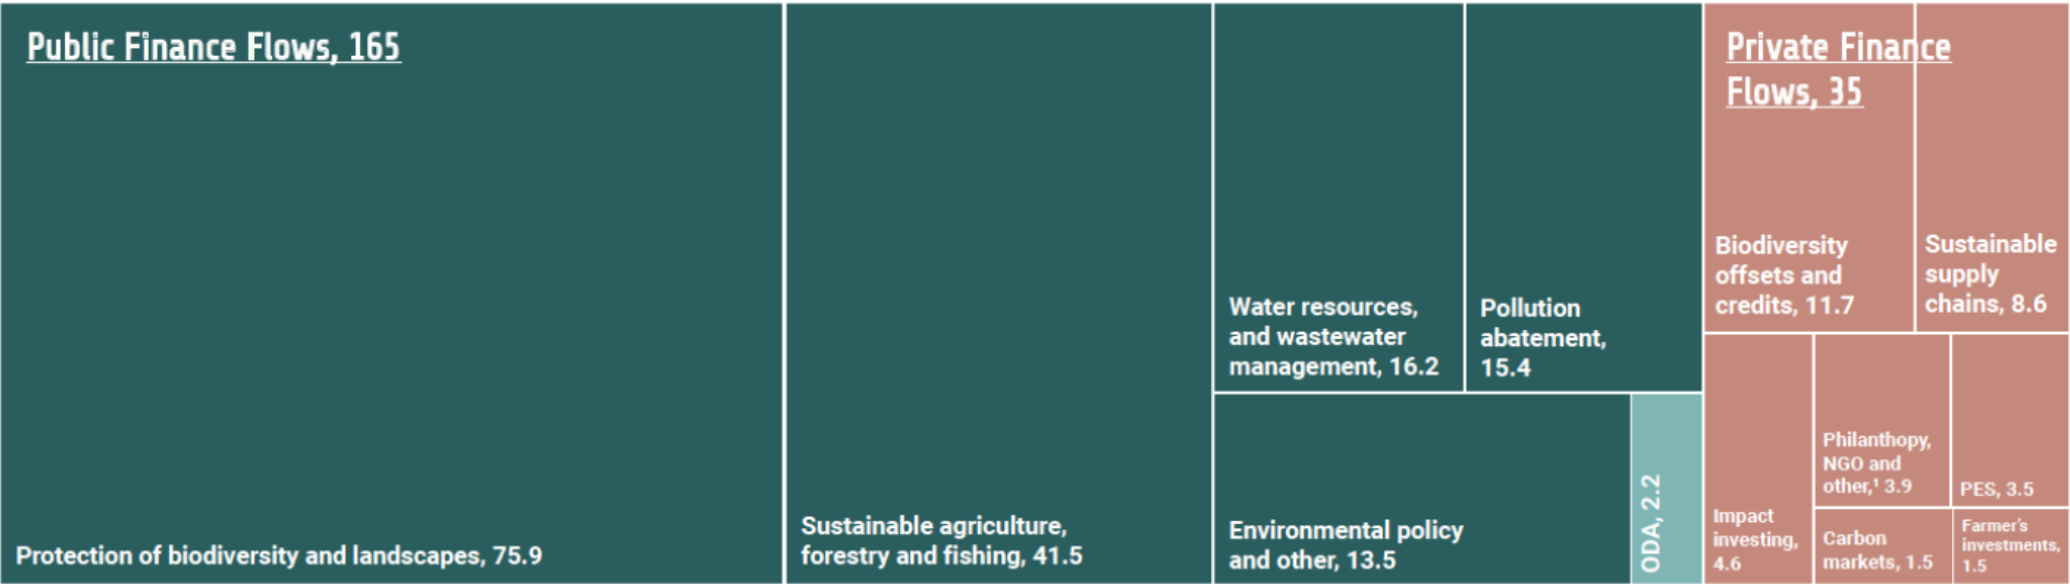 Public Finance Flows, 165
Protection of biodiversity and landscapes, 75.9
Sustainable agriculture,
forestry and fishing, 41.5
Water resources,
and wastewater
management, 16.2
Pollution
abatement,
15.4
Environmental policy
and other, 13.5
ODA, 2.2
Private Finance
Flows, 35
Biodiversity
offsets and
credits, 11.7
Sustainable
supply
chains, 8.6
Impact
investing,
4.6
Philanthopy,
NGO and
other,¹ 3.9
PES, 3.5
Carbon
markets, 1.5
Farmer's
investments,
1.5